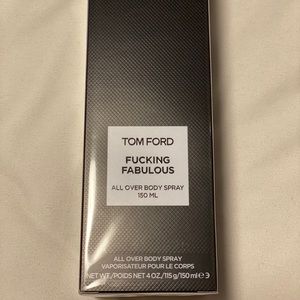 TOM FORD
FUCKING
FABULOUS
ALL OVER BODY SPRAY
150 ML
ALL OVER BODY SPRAY
VAPORISATEUR POUR LE CORPS
NET WT./POIDS NET 4 OZ./115 g/150 ml ℮ Э